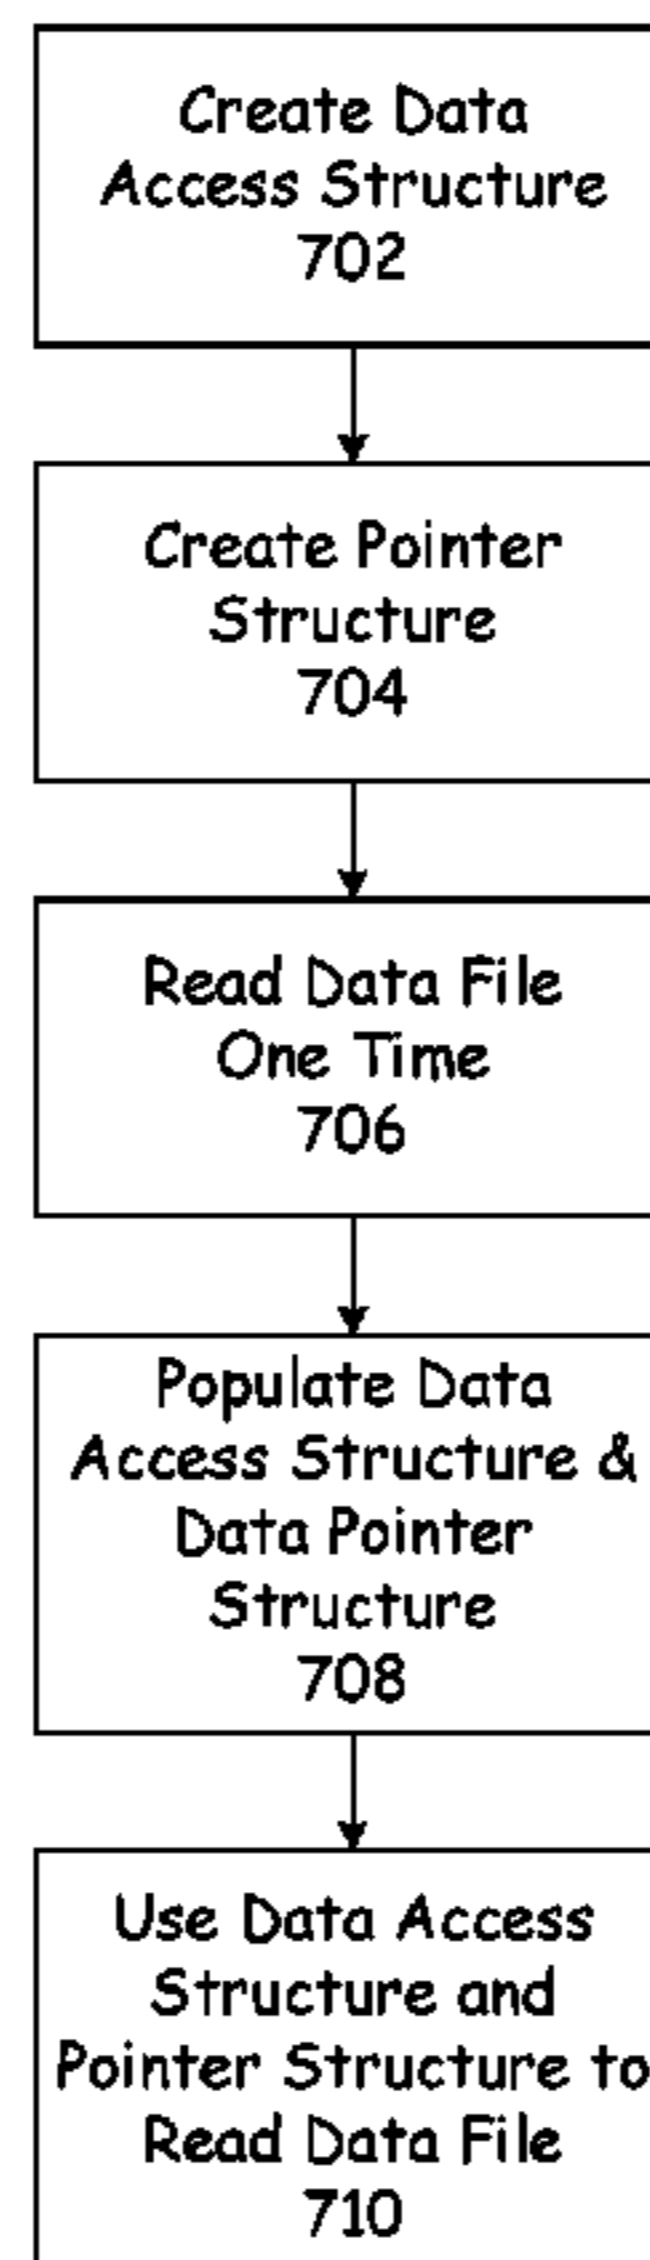 Create Data
Access Structure
702
Create Pointer
Structure
704
Read Data File
One Time
706
Populate Data
Access Structure &
Data Pointer
Structure
708
Use Data Access
Structure and
Pointer Structure to
Read Data File
710